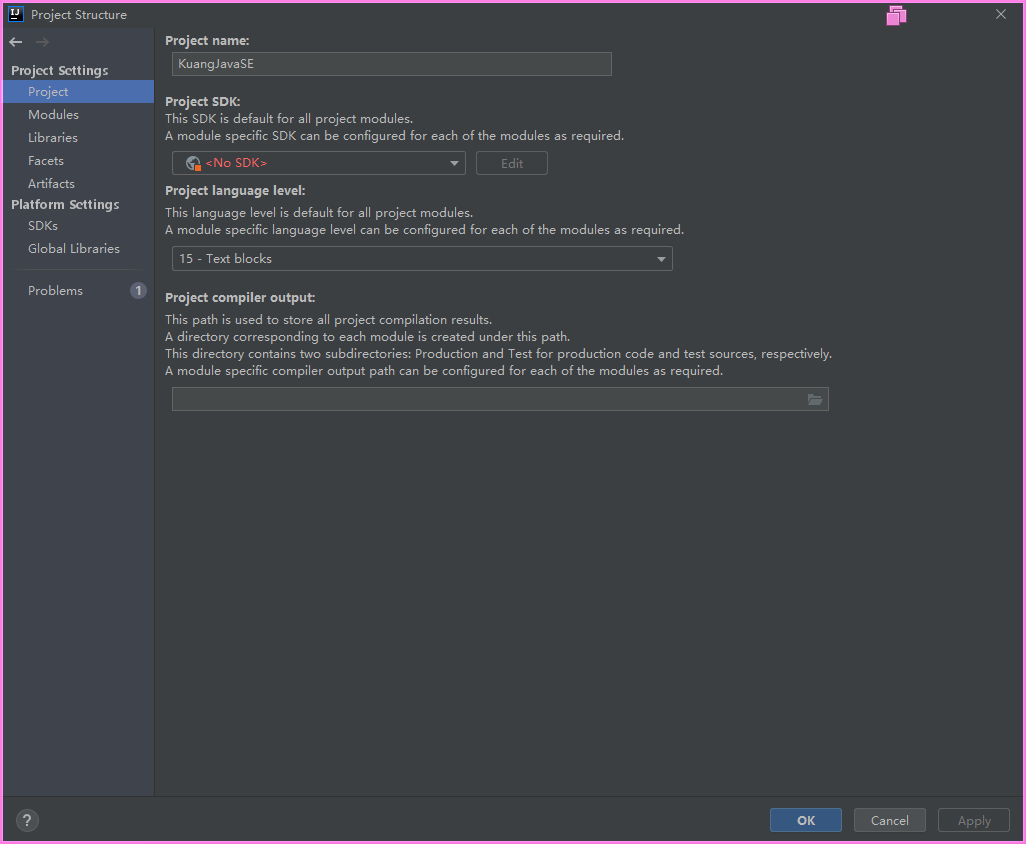 Project Structure
Project Settings
Project
Modules
Libraries
Facets
Artifacts
Platform Settings
SDKs
Global Libraries
Problems 1
Project name:
KuangJavaSE
Project SDK:
This SDK is default for all project modules.
A module specific SDK can be configured for each of the modules as required.
<No SDK> Edit
Project language level:
This language level is default for all project modules.
A module specific language level can be configured for each of the modules as required.
15 - Text blocks
Project compiler output:
This path is used to store all project compilation results.
A directory corresponding to each module is created under this path.
This directory contains two subdirectories: Production and Test for production code and test sources, respectively.
A module specific compiler output path can be configured for each of the modules as required.
? OK Cancel Apply